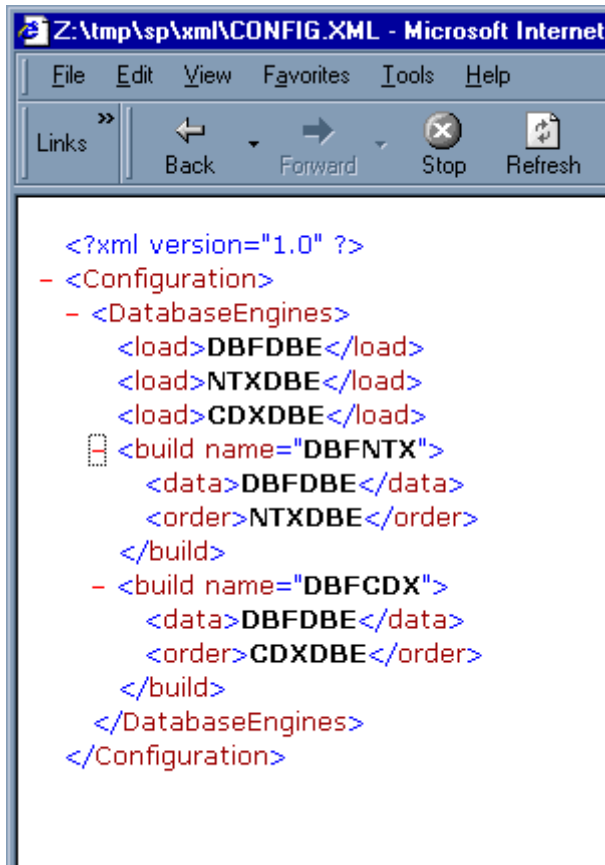 Z:\tmp\sp\xml\CONFIG.XML - Microsoft Internet
File Edit View Favorites Tools Help
Links » Back Forward Stop Refresh
<?xml version="1.0" ?>
- <Configuration>
- <DatabaseEngines>
<load>DBFDBE</load>
<load>NTXDBE</load>
<load>CDXDBE</load>
- <build name="DBFNTX">
<data>DBFDBE</data>
<order>NTXDBE</order>
</build>
- <build name="DBFCDX">
<data>DBFDBE</data>
<order>CDXDBE</order>
</build>
</DatabaseEngines>
</Configuration>